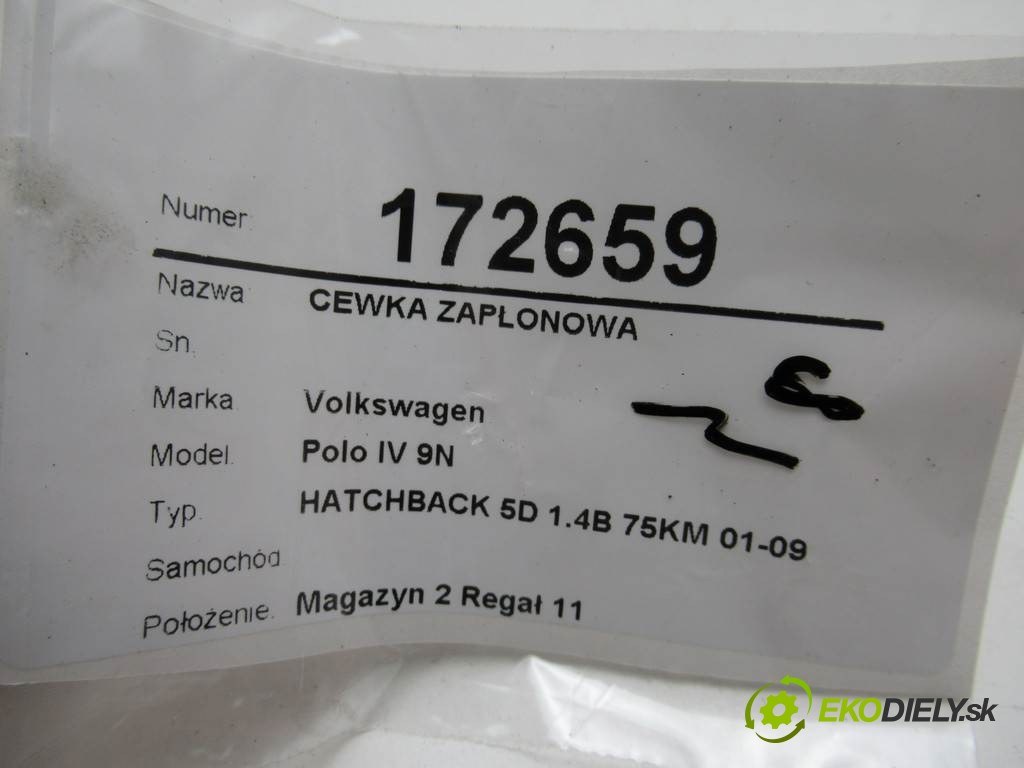 Numer 172659
Nazwa CEWKA ZAPŁONOWA
Sn.
Marka Volkswagen
Model. Polo IV 9N
Typ. HATCHBACK 5D 1.4B 75KM 01-09
Samochód
Położenie. Magazyn 2 Regał 11
EKODIELY.sk